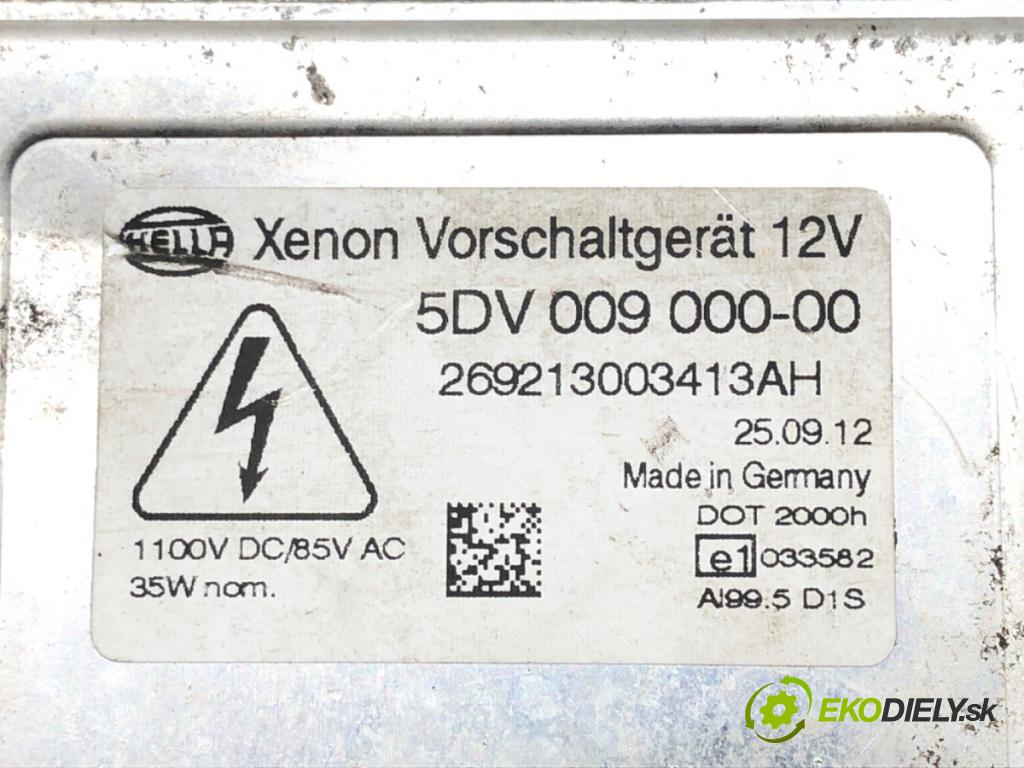 HELLA Xenon Vorschaltgerät 12V
5DV 009 000-00
269213003413AH
25.09.12
Made in Germany
DOT 2000h
1100V DC/85V AC
e1 033582
35W nom.
Al99.5 D1S
EKODIELY.sk